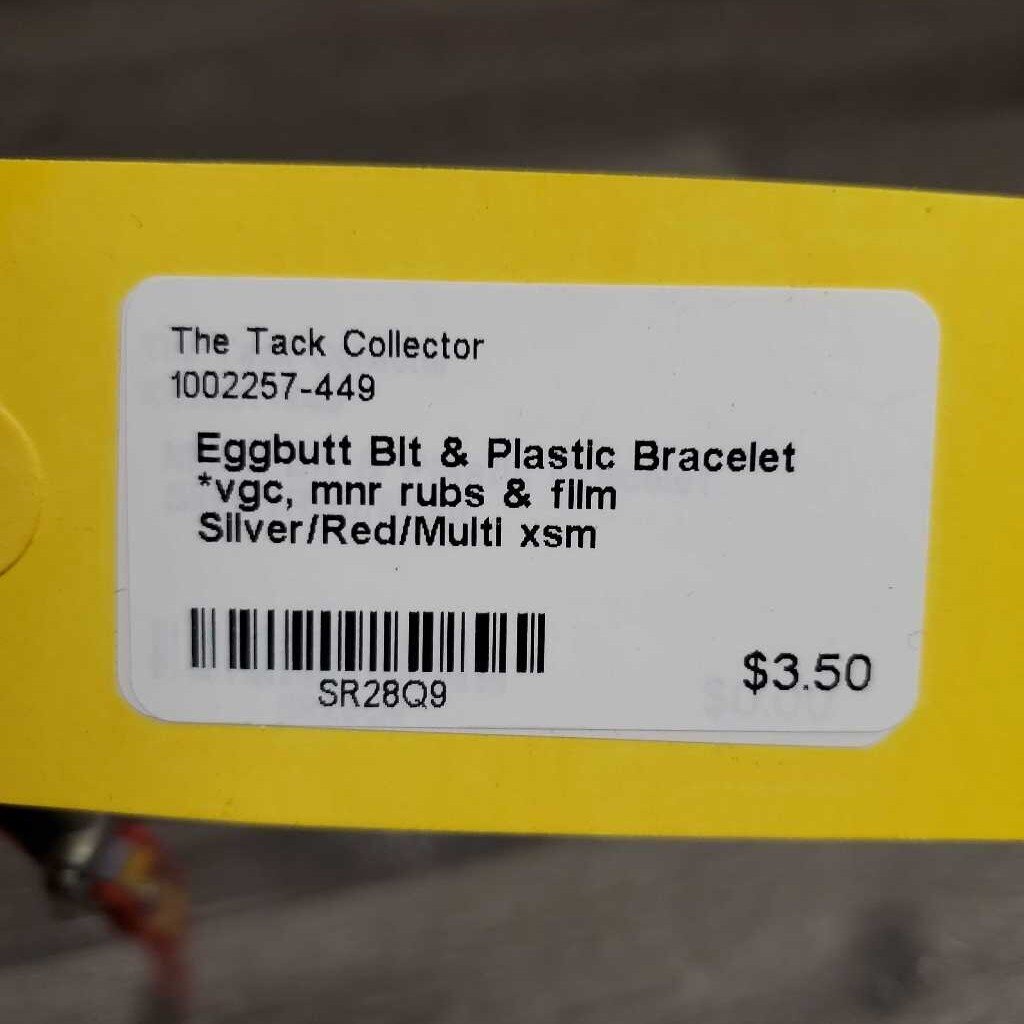 The Tack Collector
1002257-449
Eggbutt Bit & Plastic Bracelet
*vgc, mnr rubs & film
Silver/Red/Multi xsm
SR28Q9
$3.50